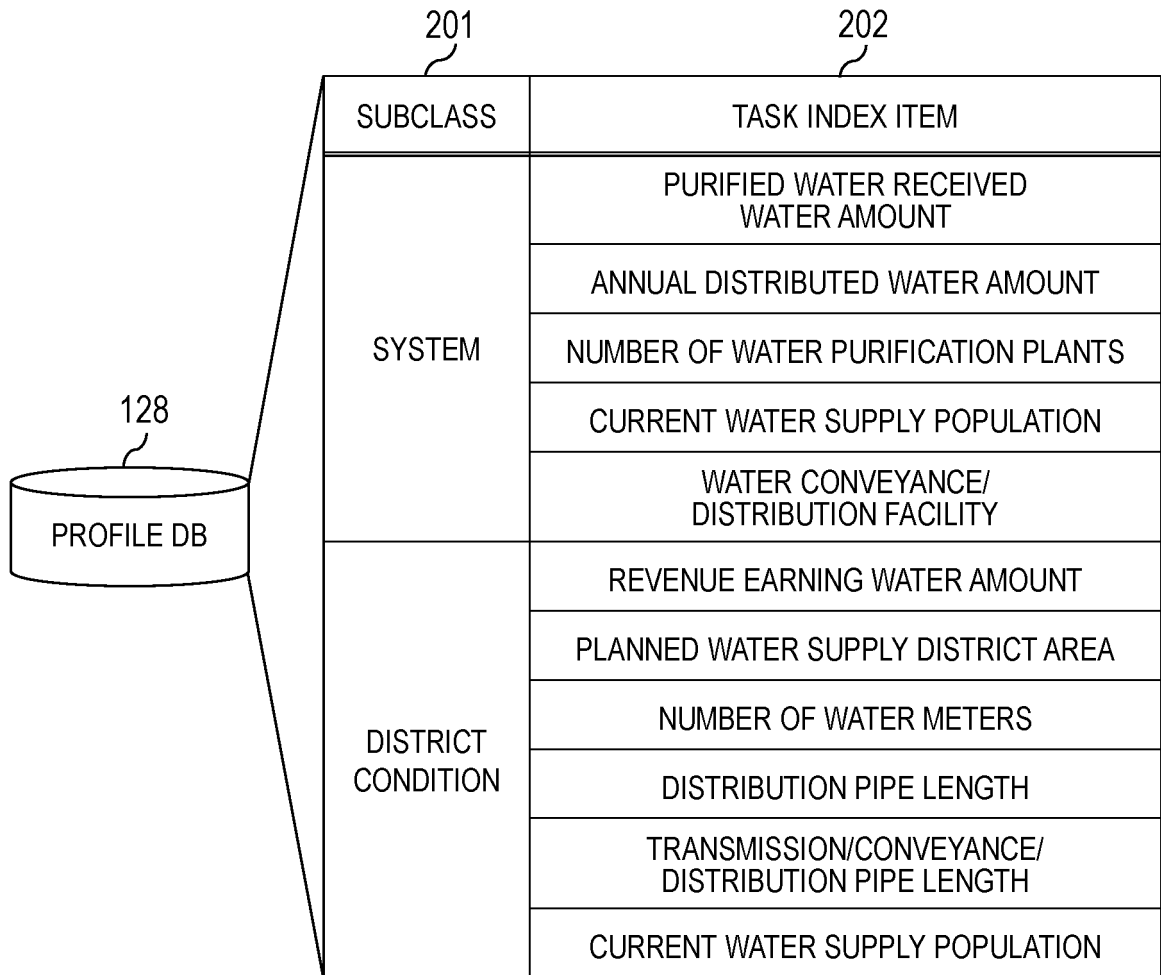 201
202
SUBCLASS
TASK INDEX ITEM
SYSTEM
PURIFIED WATER RECEIVED
WATER AMOUNT
ANNUAL DISTRIBUTED WATER AMOUNT
NUMBER OF WATER PURIFICATION PLANTS
CURRENT WATER SUPPLY POPULATION
WATER CONVEYANCE/
DISTRIBUTION FACILITY
128
PROFILE DB
DISTRICT
CONDITION
REVENUE EARNING WATER AMOUNT
PLANNED WATER SUPPLY DISTRICT AREA
NUMBER OF WATER METERS
DISTRIBUTION PIPE LENGTH
TRANSMISSION/CONVEYANCE/
DISTRIBUTION PIPE LENGTH
CURRENT WATER SUPPLY POPULATION